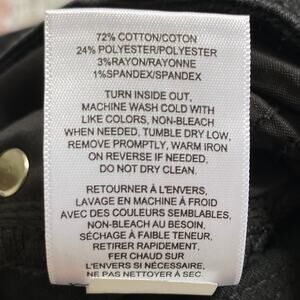 72% COTTON/COTON
24% POLYESTER/POLYESTER
3%RAYON/RAYONNE
1%SPANDEX/SPANDEX
TURN INSIDE OUT,
MACHINE WASH COLD WITH
LIKE COLORS, NON-BLEACH
WHEN NEEDED, TUMBLE DRY LOW,
REMOVE PROMPTLY, WARM IRON
ON REVERSE IF NEEDED,
DO NOT DRY CLEAN.
RETOURNER À L'ENVERS,
LAVAGE EN MACHINE À FROID
AVEC DES COULEURS SEMBLABLES,
NON-BLEACH AU BESOIN,
SÉCHAGE À FAIBLE TENEUR,
RETIRER RAPIDEMENT,
FER CHAUD SUR
L'ENVERS SI NÉCESSAIRE,
NE PAS NETTOYER À SEC.